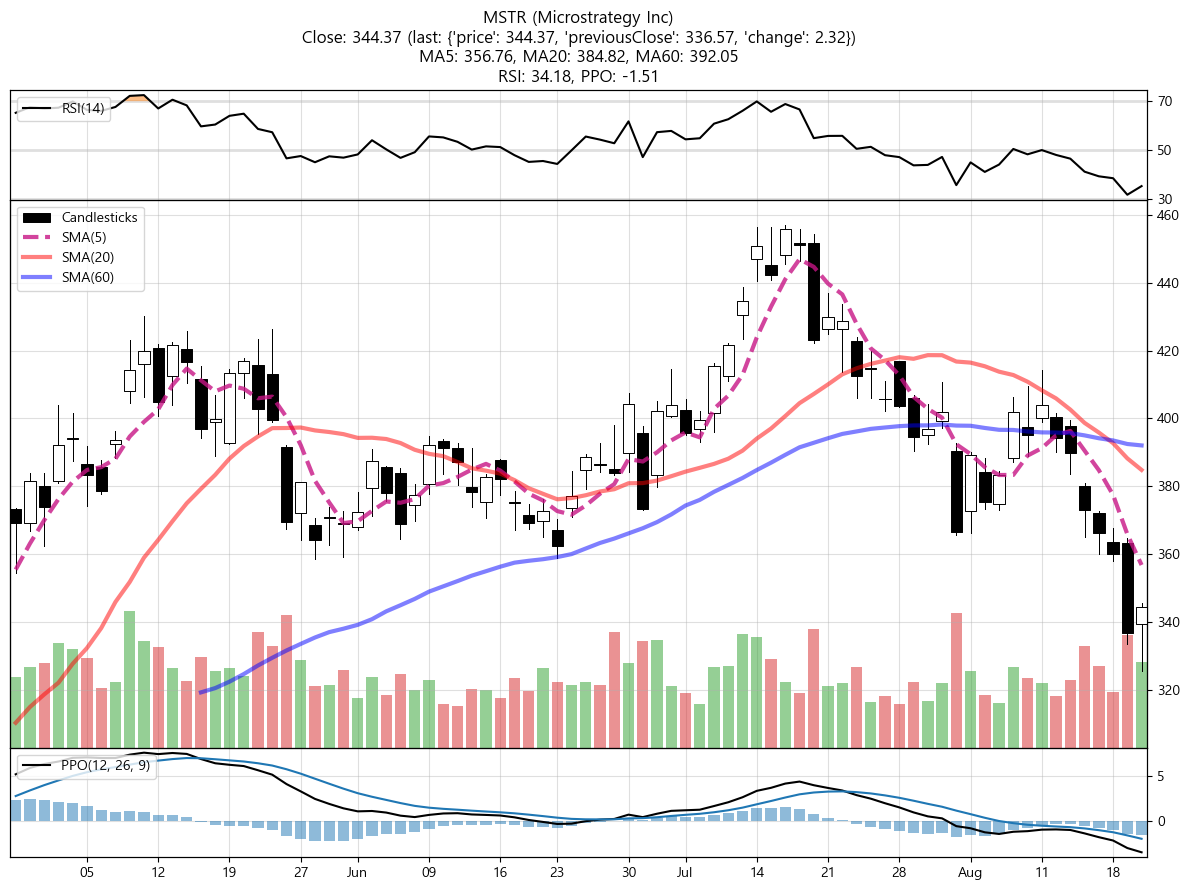 MSTR (Microstrategy Inc)
Close: 344.37 (last: {'price': 344.37, 'previousClose': 336.57, 'change': 2.32})
MA5: 356.76, MA20: 384.82, MA60: 392.05
RSI: 34.18, PPO: -1.51
RSI(14)
70
50
30
Candlesticks
SMA(5)
SMA(20)
SMA(60)
460
440
420
400
380
360
340
320
PPO(12, 26, 9)
5
0
05 12 19 27 Jun 09 16 23 30 Jul 14 21 28 Aug 11 18